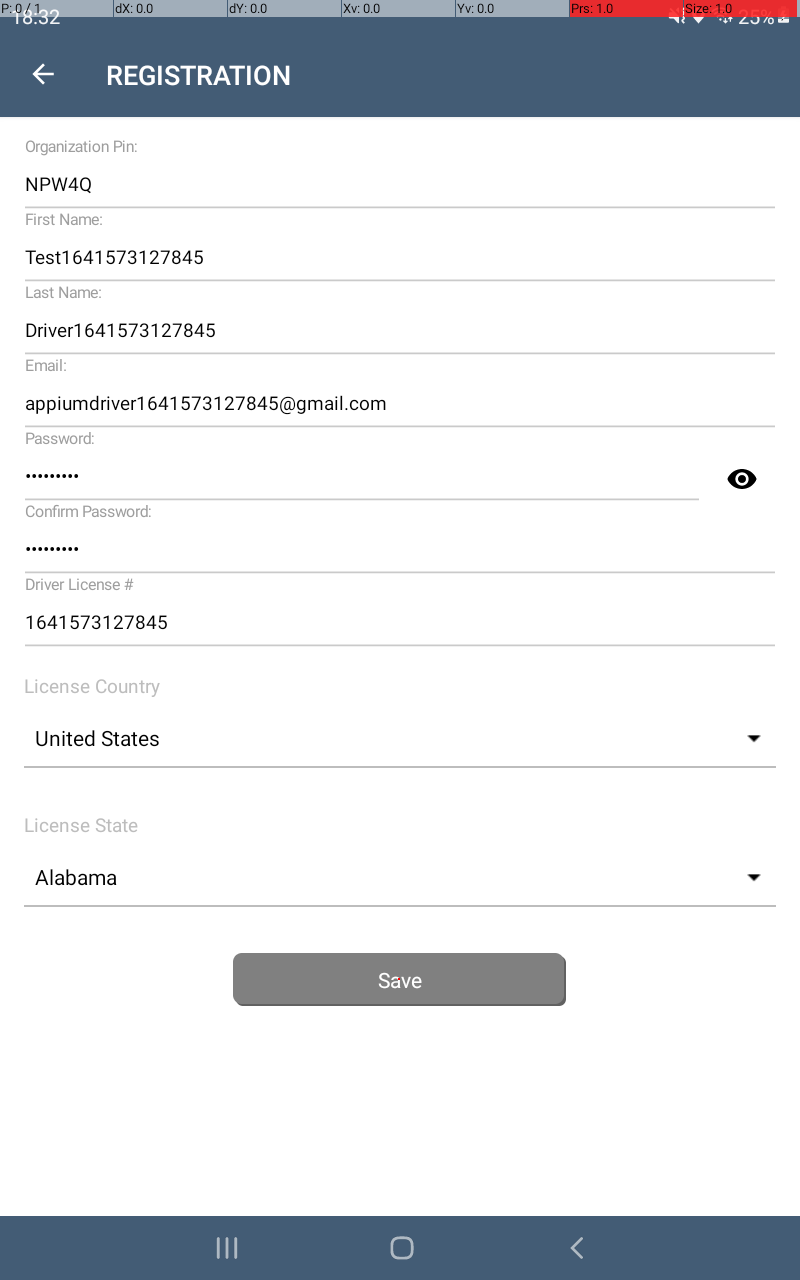 P: 0 / 1 dX: 0.0 dY: 0.0 Xv: 0.0 Yv: 0.0 Prs: 1.0 Size: 1.0
18:32 25%
REGISTRATION
Organization Pin:
NPW4Q
First Name:
Test1641573127845
Last Name:
Driver1641573127845
Email:
appiumdriver1641573127845@gmail.com
Password:
•••••••••
Confirm Password:
•••••••••
Driver License #
1641573127845
License Country
United States
License State
Alabama
Save